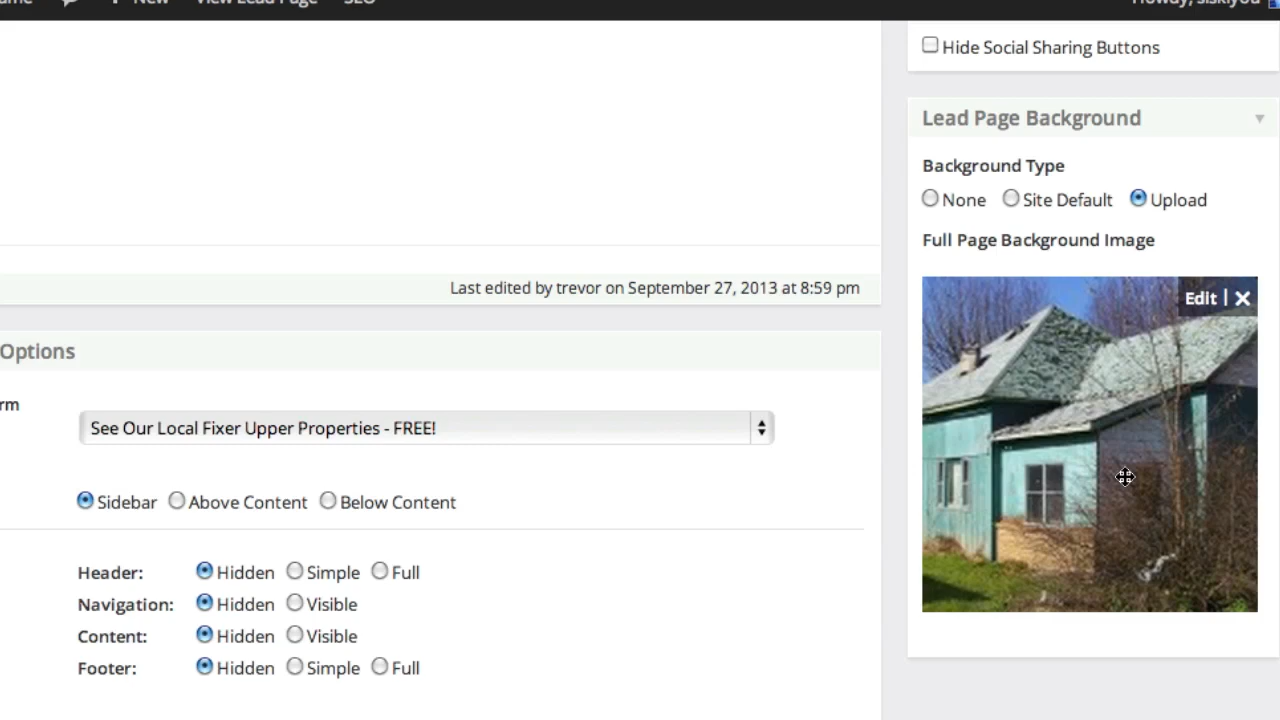 New View Lead Page SEO
Howdy, siskiyou
Hide Social Sharing Buttons
Lead Page Background
Background Type
None Site Default Upload
Full Page Background Image
Edit | X
Last edited by trevor on September 27, 2013 at 8:59 pm
Options
rm
See Our Local Fixer Upper Properties - FREE!
Sidebar Above Content Below Content
Header: Hidden Simple Full
Navigation: Hidden Visible
Content: Hidden Visible
Footer: Hidden Simple Full